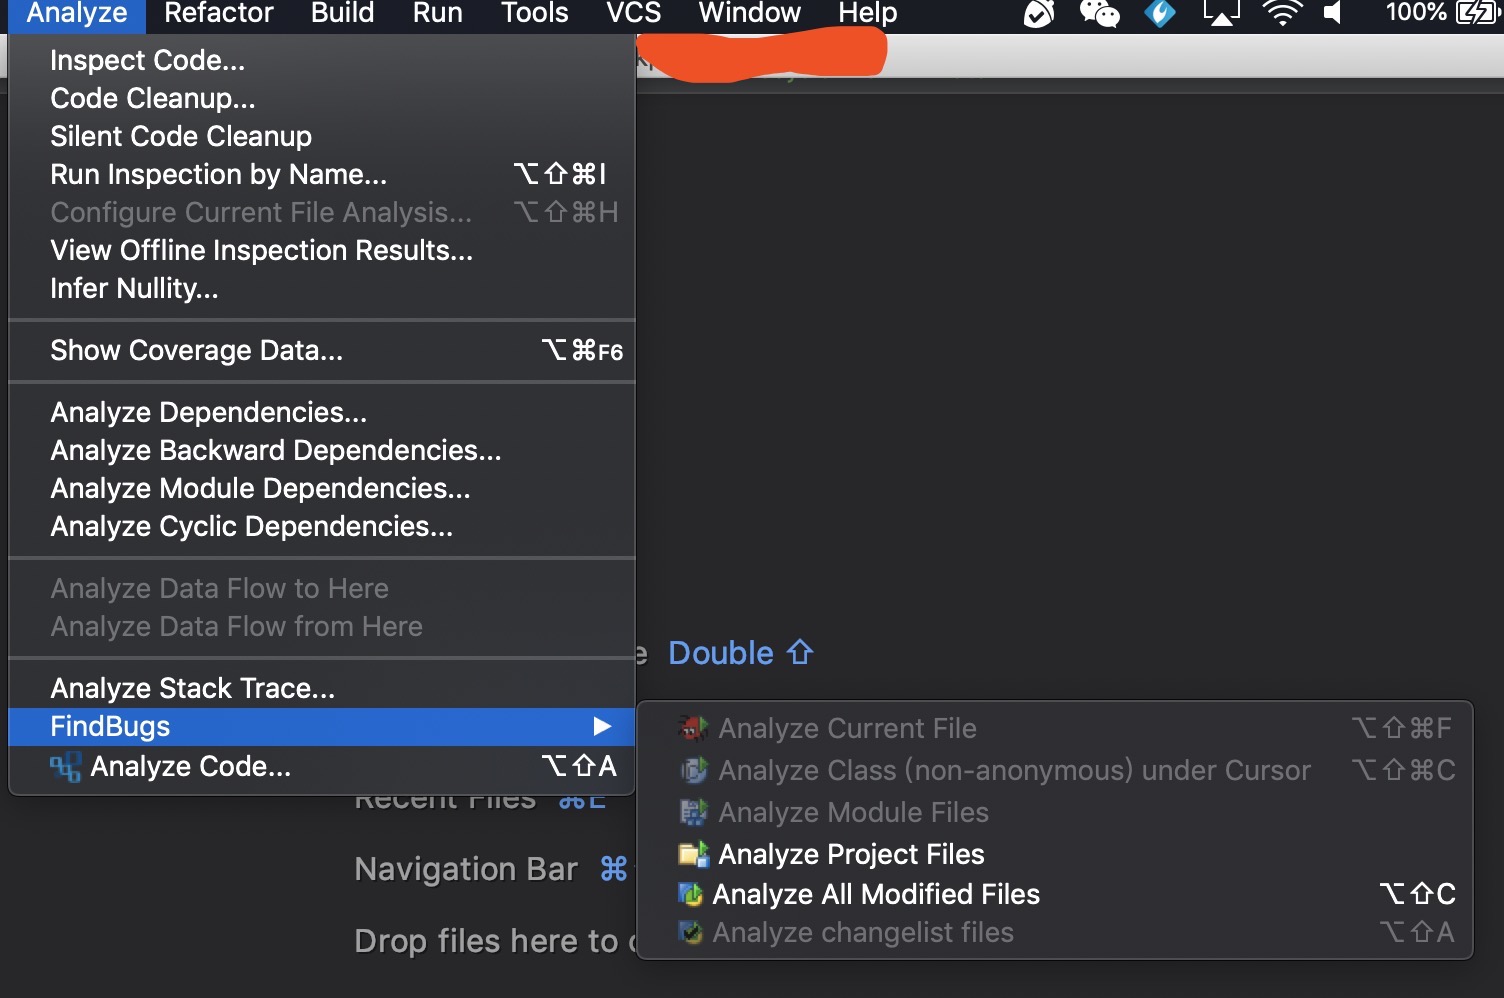 Analyze Refactor Build Run Tools VCS Window Help 100%
Inspect Code...
Code Cleanup...
Silent Code Cleanup
Run Inspection by Name... ⌥⇧⌘I
Configure Current File Analysis... ⌥⇧⌘H
View Offline Inspection Results...
Infer Nullity...
Show Coverage Data... ⌥⌘F6
Analyze Dependencies...
Analyze Backward Dependencies...
Analyze Module Dependencies...
Analyze Cyclic Dependencies...
Analyze Data Flow to Here
Analyze Data Flow from Here
Double ⇧
Analyze Stack Trace...
FindBugs ▶
Analyze Code... ⌥⇧A
Analyze Current File ⌥⇧⌘F
Analyze Class (non-anonymous) under Cursor ⌥⇧⌘C
Analyze Module Files
Analyze Project Files
Analyze All Modified Files ⌥⇧C
Analyze changelist files ⌥⇧A
Recent Files ⌘E
Navigation Bar ⌘
Drop files here to